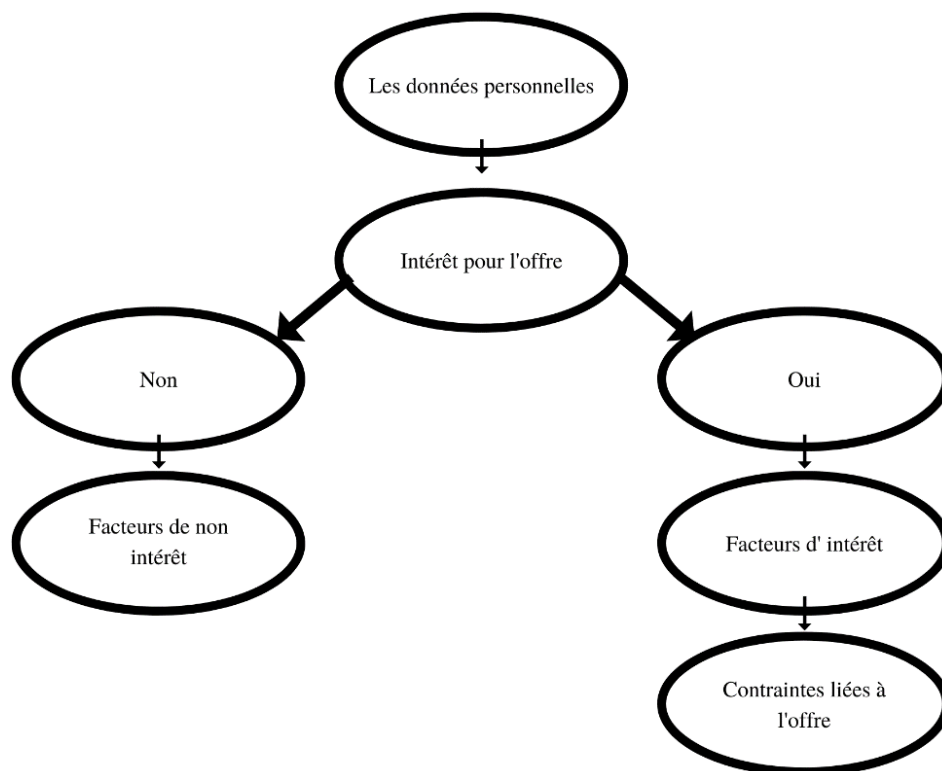 Les données personnelles
Intérêt pour l'offre
Non
Oui
Facteurs de non
intérêt
Facteurs d' intérêt
Contraintes liées à
l'offre